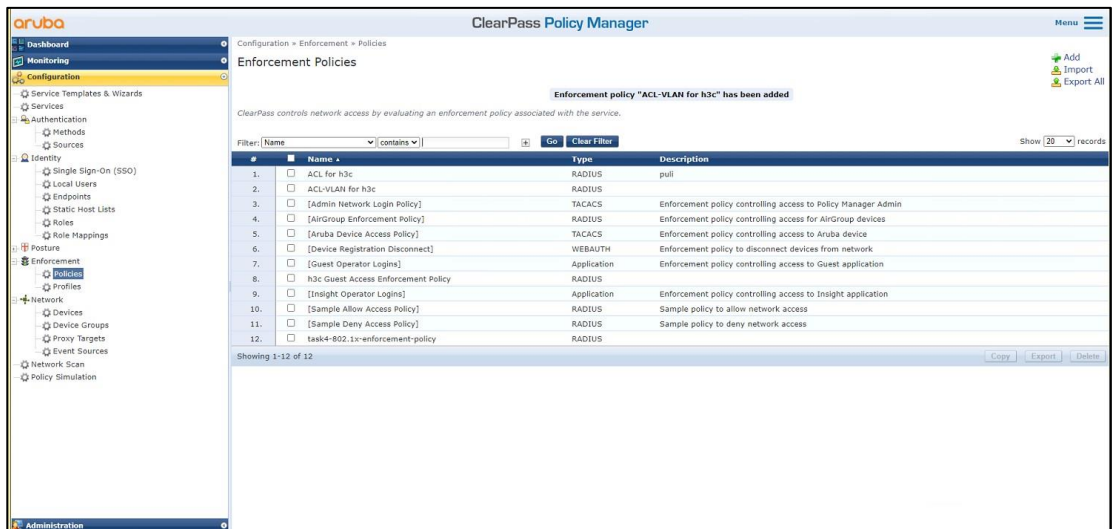 aruba
ClearPass Policy Manager
Menu
Dashboard
Monitoring
Configuration
Service Templates & Wizards
Services
Authentication
Methods
Sources
Identity
Single Sign-On (SSO)
Local Users
Endpoints
Static Host Lists
Roles
Role Mappings
Posture
Enforcement
Policies
Profiles
Network
Devices
Device Groups
Proxy Targets
Event Sources
Network Scan
Policy Simulation
Administration
Configuration » Enforcement » Policies
Enforcement Policies
Add
Import
Export All
Enforcement policy "ACL-VLAN for h3c" has been added
ClearPass controls network access by evaluating an enforcement policy associated with the service.
Filter: Name contains + Go Clear Filter Show 20 records
# Name Type Description
1. ACL for h3c RADIUS puli
2. ACL-VLAN for h3c RADIUS
3. [Admin Network Login Policy] TACACS Enforcement policy controlling access to Policy Manager Admin
4. [AirGroup Enforcement Policy] RADIUS Enforcement policy controlling access for AirGroup devices
5. [Aruba Device Access Policy] TACACS Enforcement policy controlling access to Aruba device
6. [Device Registration Disconnect] WEBAUTH Enforcement policy to disconnect devices from network
7. [Guest Operator Logins] Application Enforcement policy controlling access to Guest application
8. h3c Guest Access Enforcement Policy RADIUS
9. [Insight Operator Logins] Application Enforcement policy controlling access to Insight application
10. [Sample Allow Access Policy] RADIUS Sample policy to allow network access
11. [Sample Deny Access Policy] RADIUS Sample policy to deny network access
12. task4-802.1x-enforcement-policy RADIUS
Showing 1-12 of 12 Copy Export Delete